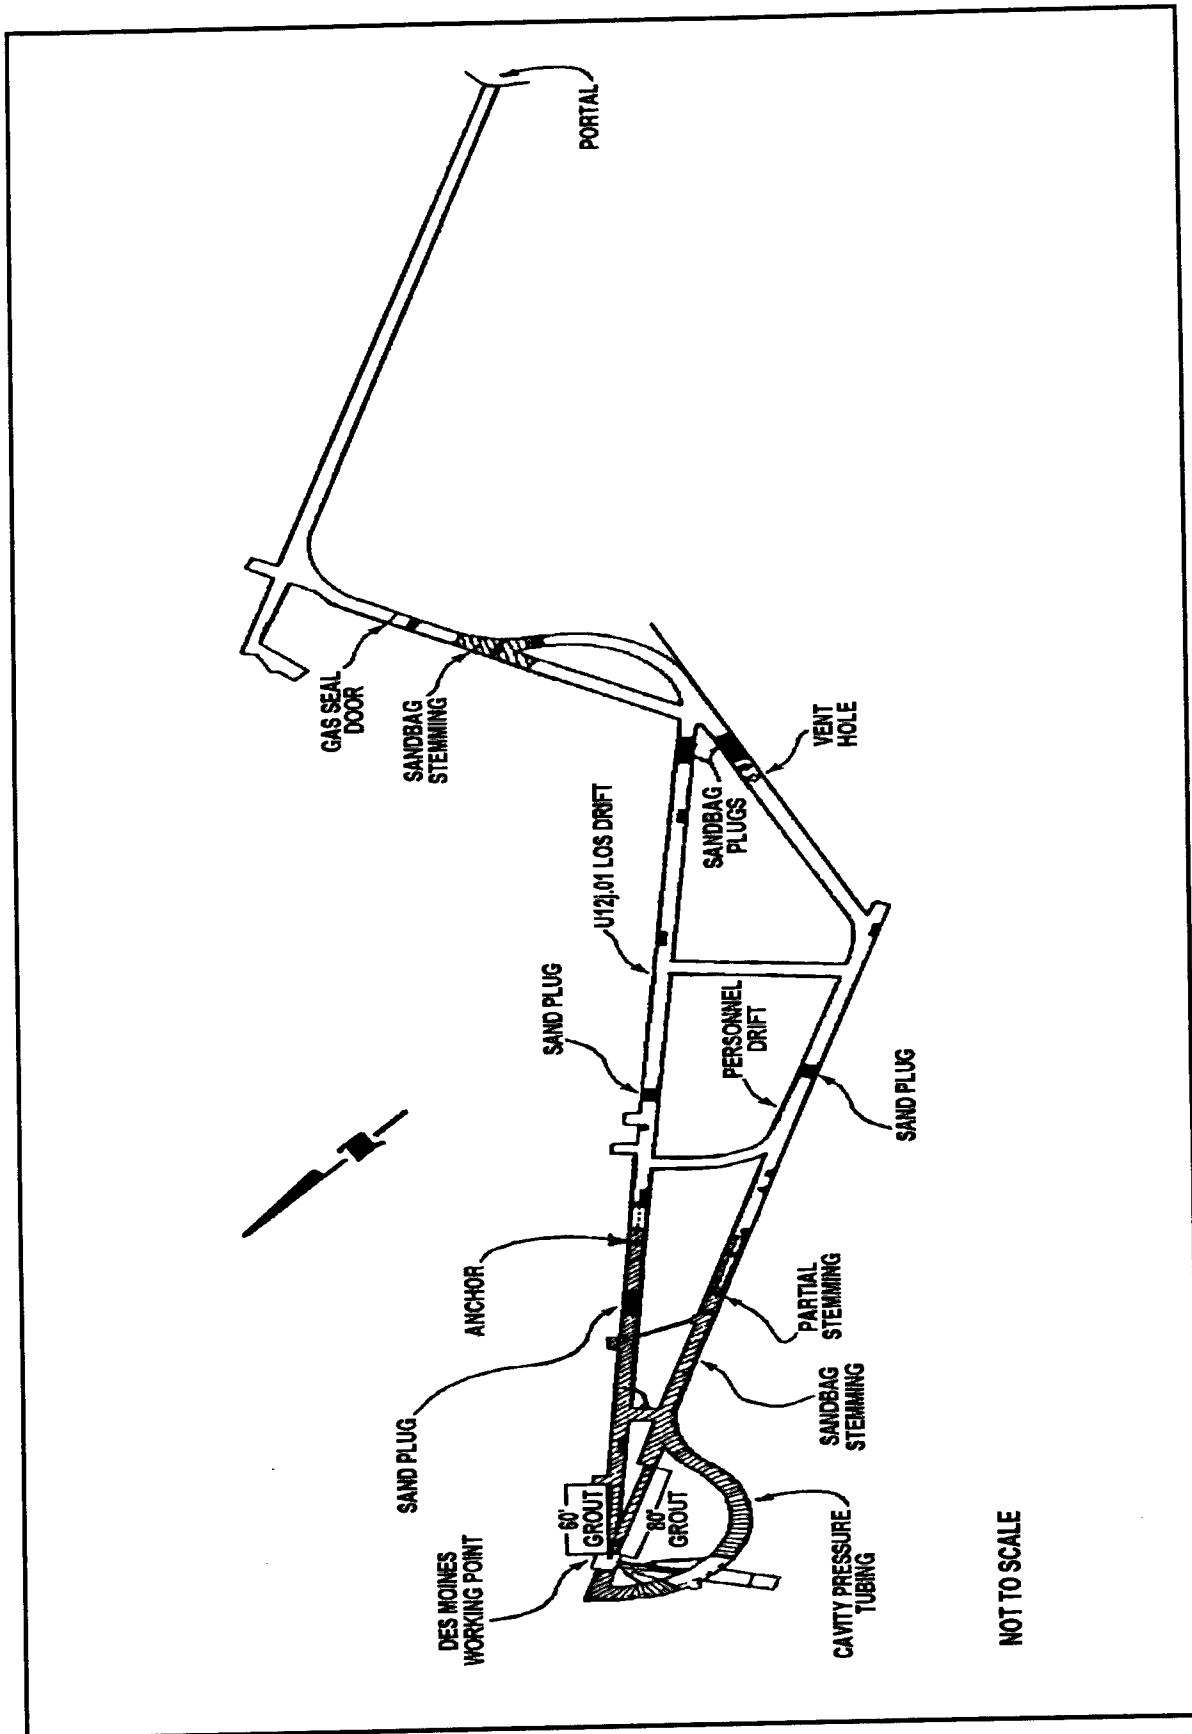 DES MOINES
WORKING POINT
SAND PLUG
ANCHOR
SAND PLUG
U12j.01 LOS DRIFT
SANDBAG
STEMMING
GAS SEAL
DOOR
PORTAL
60'
GROUT
80'
GROUT
PERSONNEL
DRIFT
SANDBAG
PLUGS
VENT
HOLE
CAVITY PRESSURE
TUBING
SANDBAG
STEMMING
PARTIAL
STEMMING
SAND PLUG
NOT TO SCALE